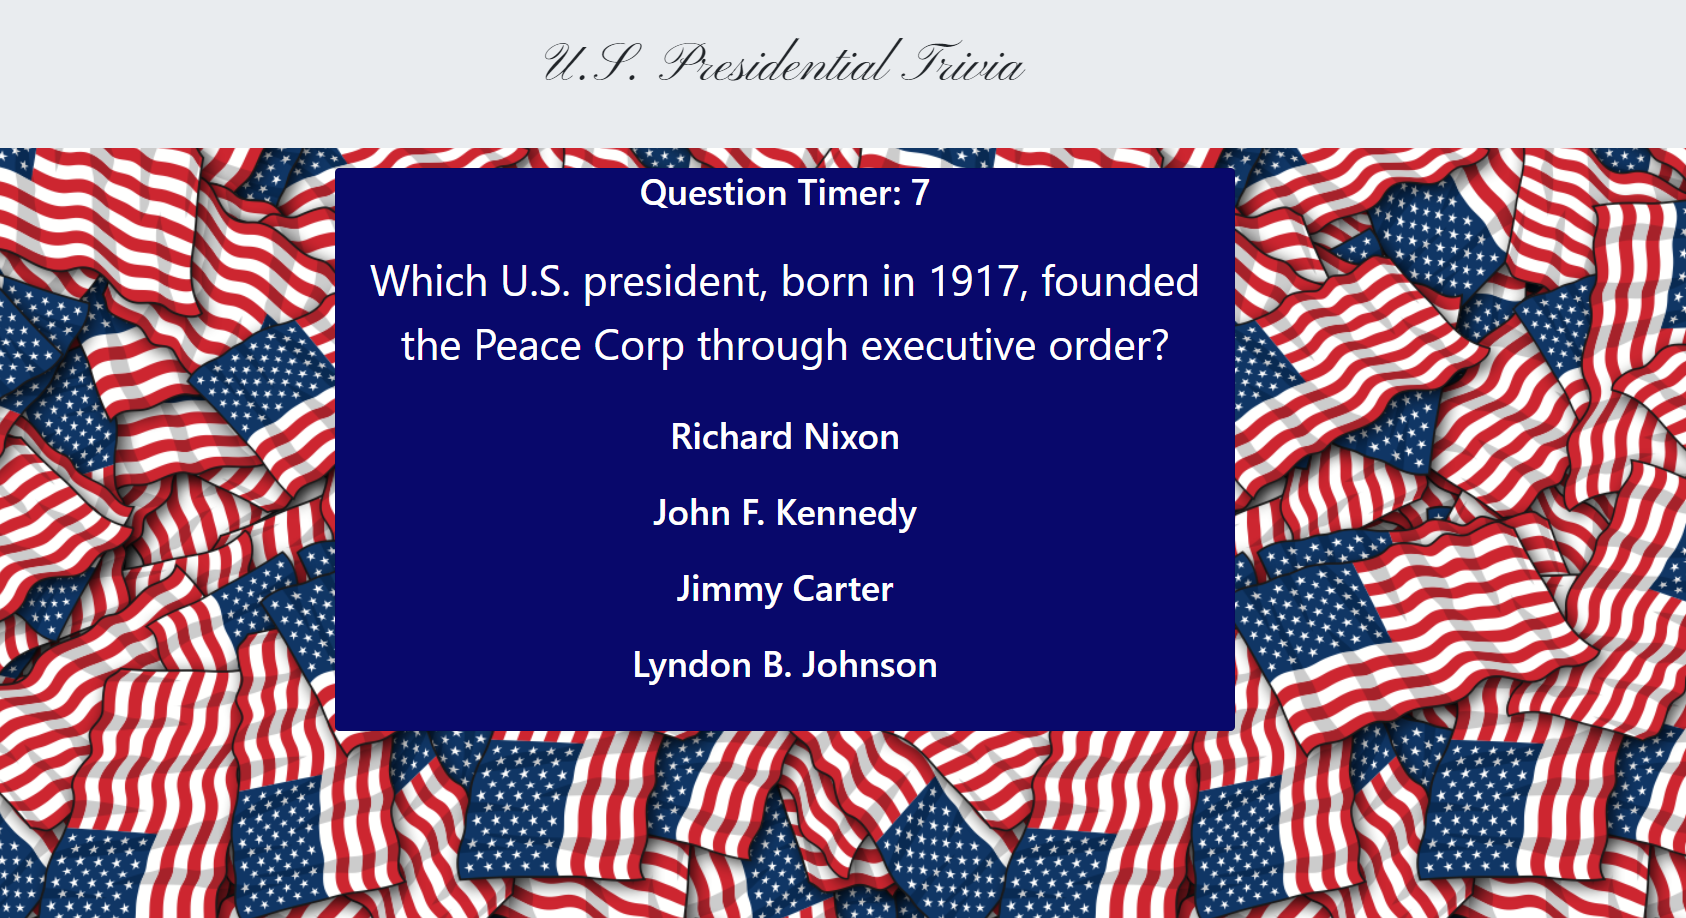 U.S. Presidential Trivia
Question Timer: 7
Which U.S. president, born in 1917, founded
the Peace Corp through executive order?
Richard Nixon
John F. Kennedy
Jimmy Carter
Lyndon B. Johnson